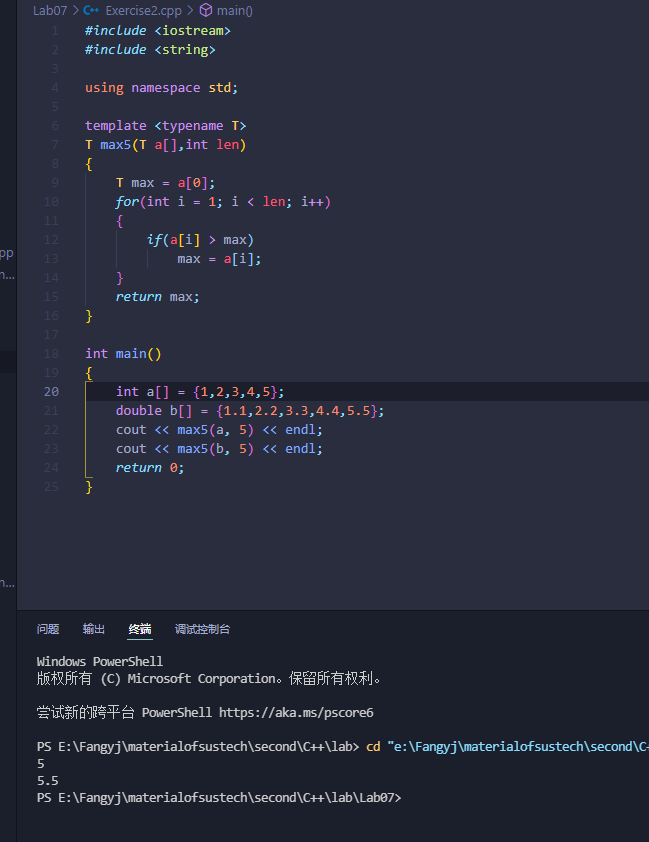 Lab07 > C++ Exercise2.cpp > main()
1 #include <iostream>
2 #include <string>
3
4 using namespace std;
5
6 template <typename T>
7 T max5(T a[],int len)
8 {
9 T max = a[0];
10 for(int i = 1; i < len; i++)
11 {
12 if(a[i] > max)
13 max = a[i];
14 }
15 return max;
16 }
17
18 int main()
19 {
20 int a[] = {1,2,3,4,5};
21 double b[] = {1.1,2.2,3.3,4.4,5.5};
22 cout << max5(a, 5) << endl;
23 cout << max5(b, 5) << endl;
24 return 0;
25 }
pp
n...
n...
问题 输出 终端 调试控制台
Windows PowerShell
版权所有 (C) Microsoft Corporation。保留所有权利。
尝试新的跨平台 PowerShell https://aka.ms/pscore6
PS E:\Fangyj\materialofsustech\second\C++\lab> cd "e:\Fangyj\materialofsustech\second\C+
5
5.5
PS E:\Fangyj\materialofsustech\second\C++\lab\Lab07>